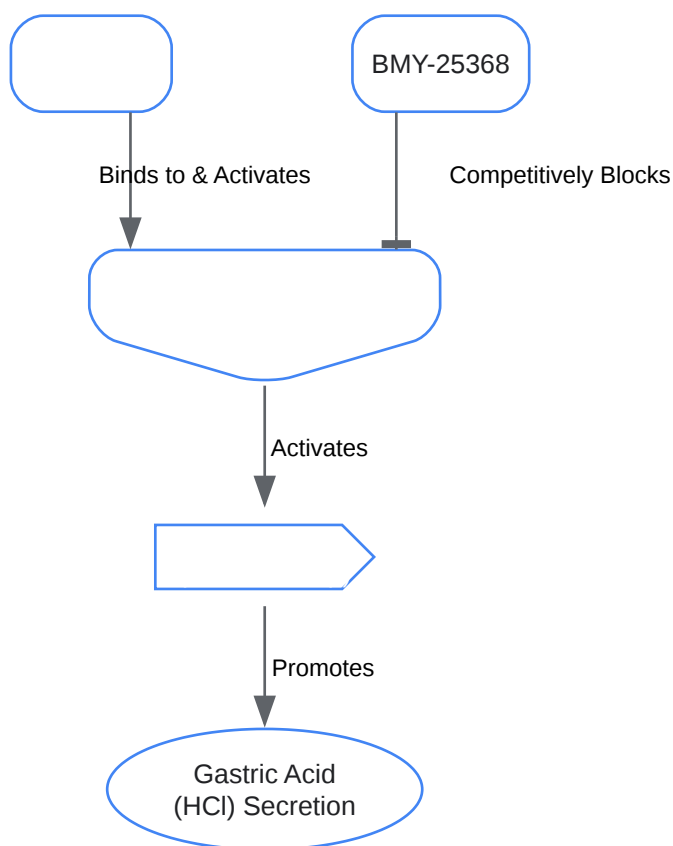 BMY-25368
Binds to & Activates
Competitively Blocks
Activates
Promotes
Gastric Acid
(HCl) Secretion